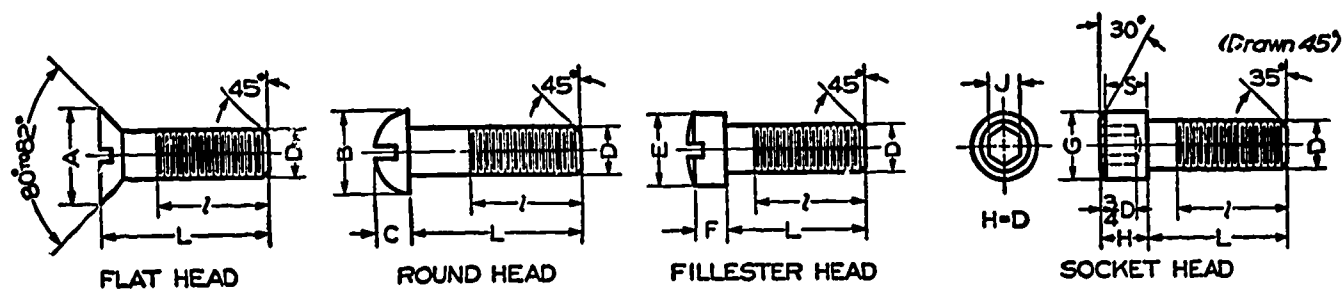 80° TO 82°
A
45°
D
l
L
FLAT HEAD
B
45°
D
l
C
L
ROUND HEAD
E
45°
D
l
F
L
FILLESTER HEAD
30°
(Drawn 45°)
J
S
35°
G
D
H=D
3/4 D
l
H
L
SOCKET HEAD